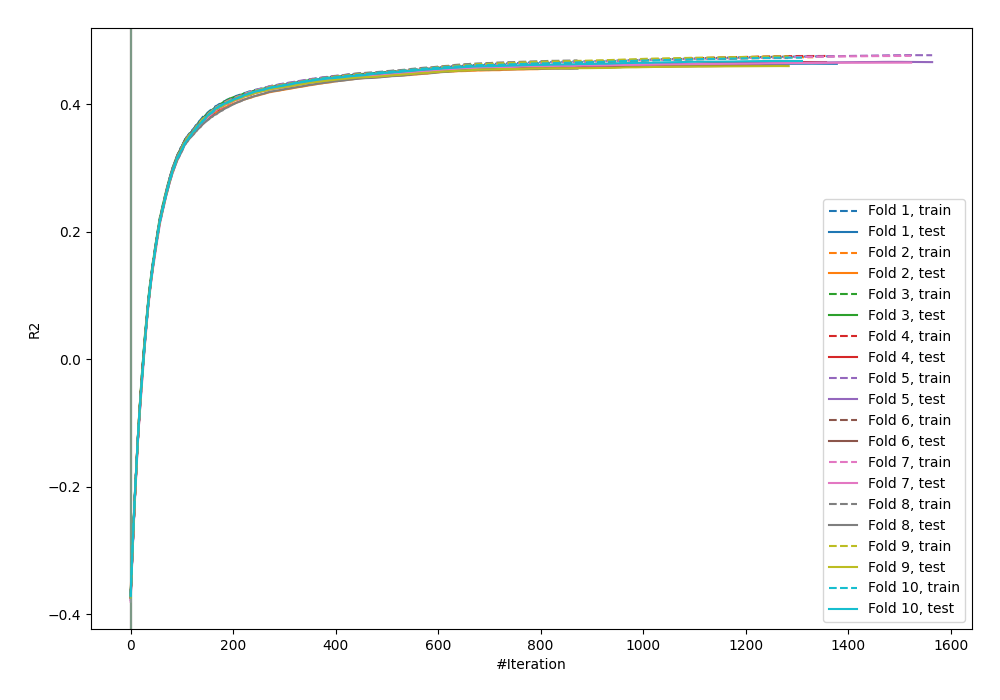 0.4
0.2
0.0
−0.2
−0.4
R2
0
200
400
600
800
1000
1200
1400
1600
#Iteration
Fold 1, train
Fold 1, test
Fold 2, train
Fold 2, test
Fold 3, train
Fold 3, test
Fold 4, train
Fold 4, test
Fold 5, train
Fold 5, test
Fold 6, train
Fold 6, test
Fold 7, train
Fold 7, test
Fold 8, train
Fold 8, test
Fold 9, train
Fold 9, test
Fold 10, train
Fold 10, test